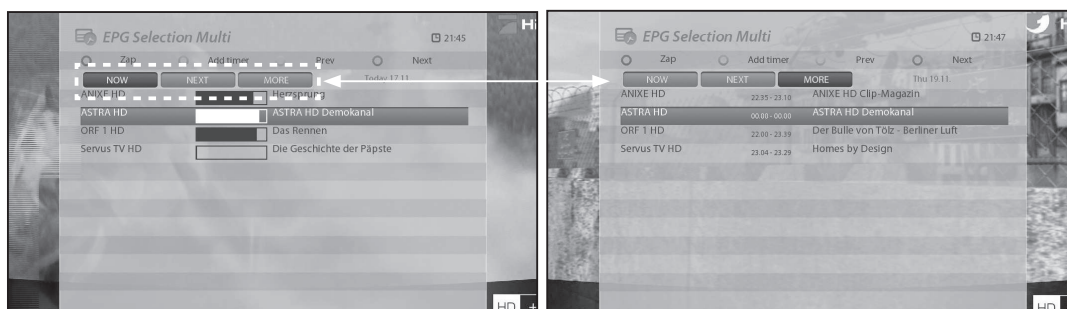 Hi
EPG Selection Multi 21:45
Zap Add timer Prev Next
NOW NEXT MORE Today 17.11.
ANIXE HD Herzsprung
ASTRA HD ASTRA HD Demokanal
ORF 1 HD Das Rennen
Servus TV HD Die Geschichte der Päpste
HD +
H
EPG Selection Multi 21:47
Zap Add timer Prev Next
NOW NEXT MORE Thu 19.11.
ANIXE HD 22.35 - 23.10 ANIXE HD Clip-Magazin
ASTRA HD 00.00 - 00.00 ASTRA HD Demokanal
ORF 1 HD 22.00 - 23.39 Der Bulle von Tölz - Berliner Luft
Servus TV HD 23.04 - 23.29 Homes by Design
HD